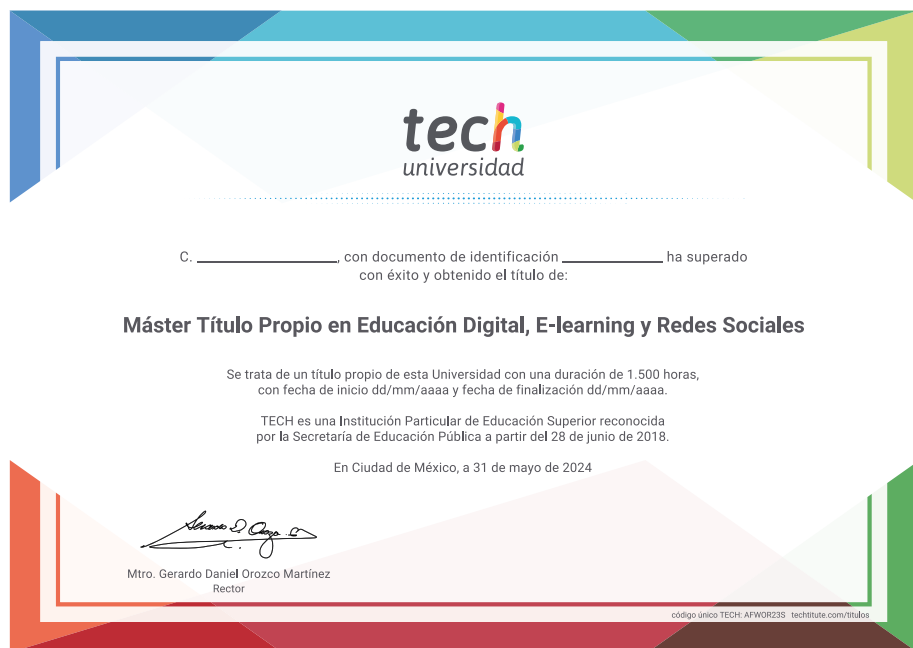 tech
universidad
C. ____________________, con documento de identificación ______________ ha superado
con éxito y obtenido el título de:
Máster Título Propio en Educación Digital, E-learning y Redes Sociales
Se trata de un título propio de esta Universidad con una duración de 1.500 horas,
con fecha de inicio dd/mm/aaaa y fecha de finalización dd/mm/aaaa.
TECH es una Institución Particular de Educación Superior reconocida
por la Secretaría de Educación Pública a partir del 28 de junio de 2018.
En Ciudad de México, a 31 de mayo de 2024
Mtro. Gerardo Daniel Orozco Martínez
Rector
código único TECH: AFWOR23S techtitute.com/titulos